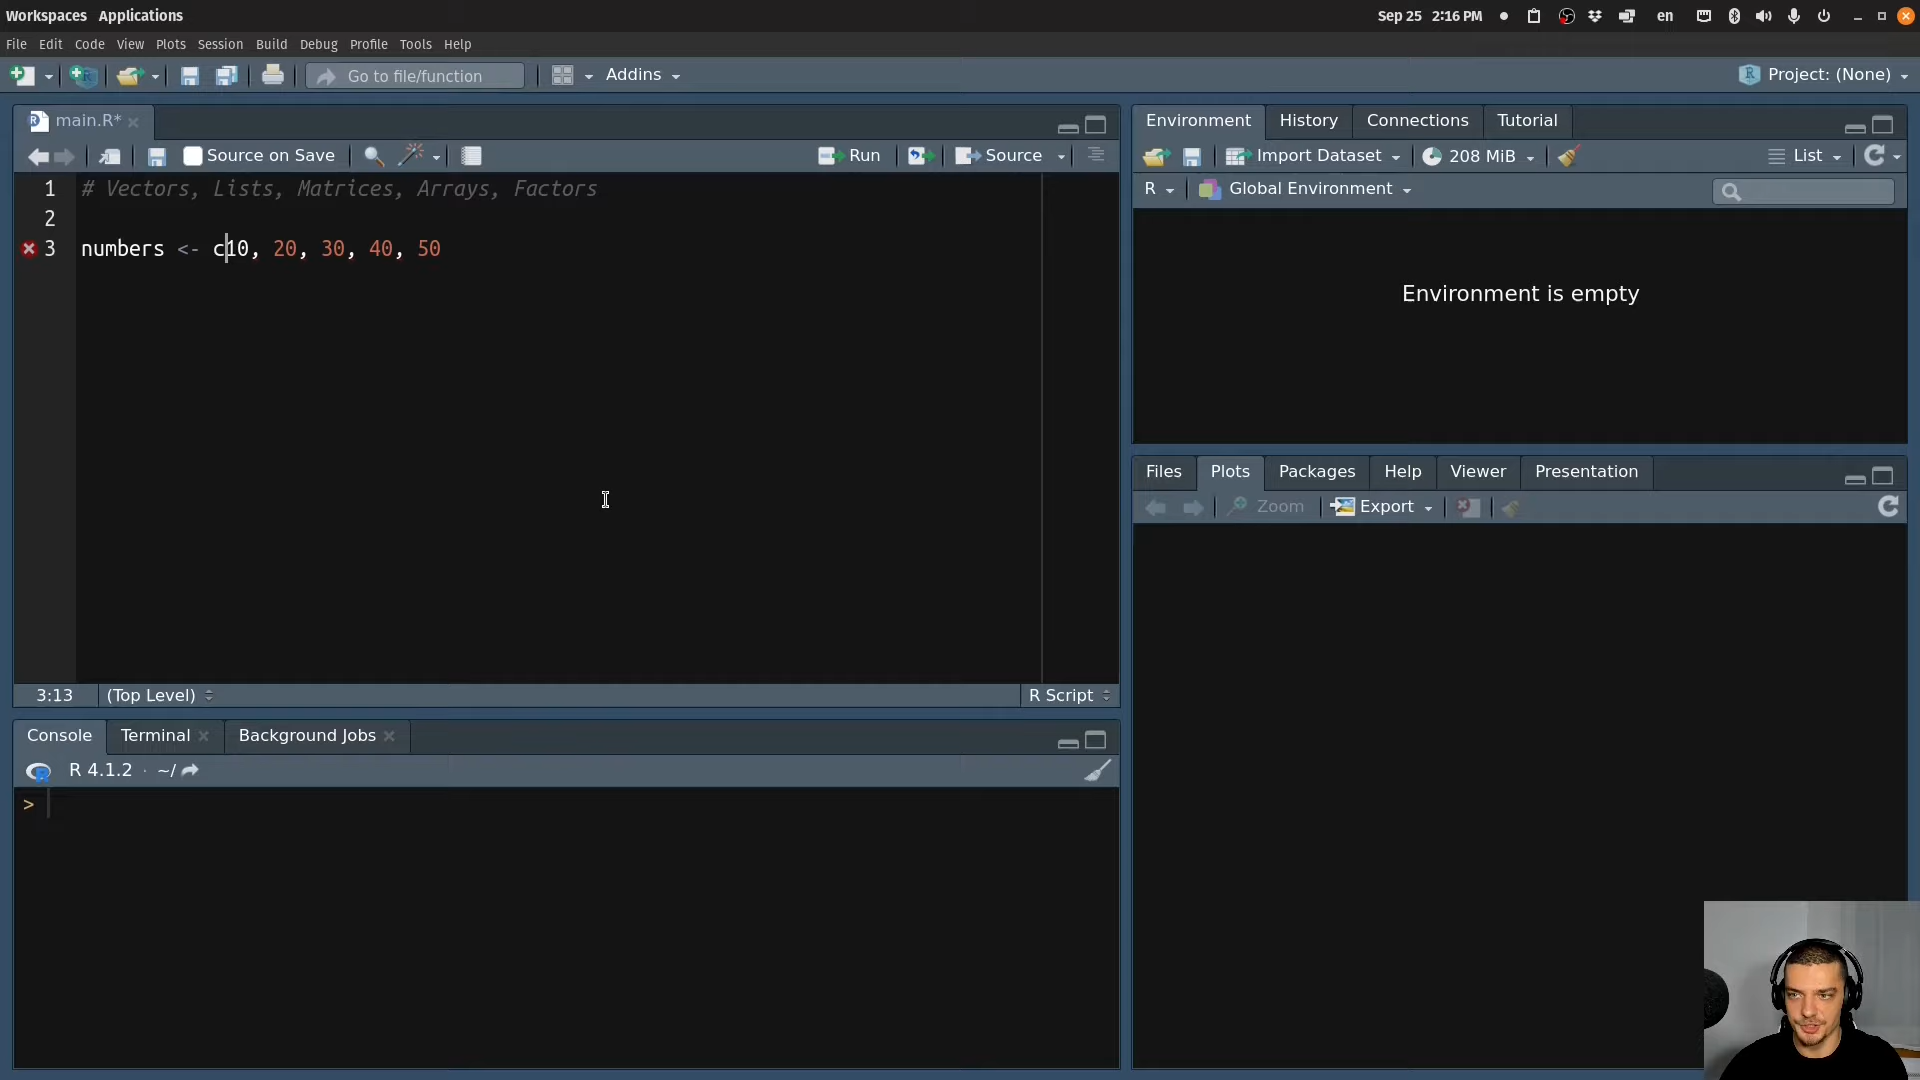 Workspaces Applications Sep 25 2:16 PM en
File Edit Code View Plots Session Build Debug Profile Tools Help
Go to file/function Addins Project: (None)
main.R*
Source on Save Run Source
1 # Vectors, Lists, Matrices, Arrays, Factors
2
3 numbers <- c10, 20, 30, 40, 50
3:13 (Top Level) R Script
Console Terminal Background Jobs
R 4.1.2 · ~/
>
Environment History Connections Tutorial
Import Dataset 208 MiB List
R Global Environment
Environment is empty
Files Plots Packages Help Viewer Presentation
Zoom Export